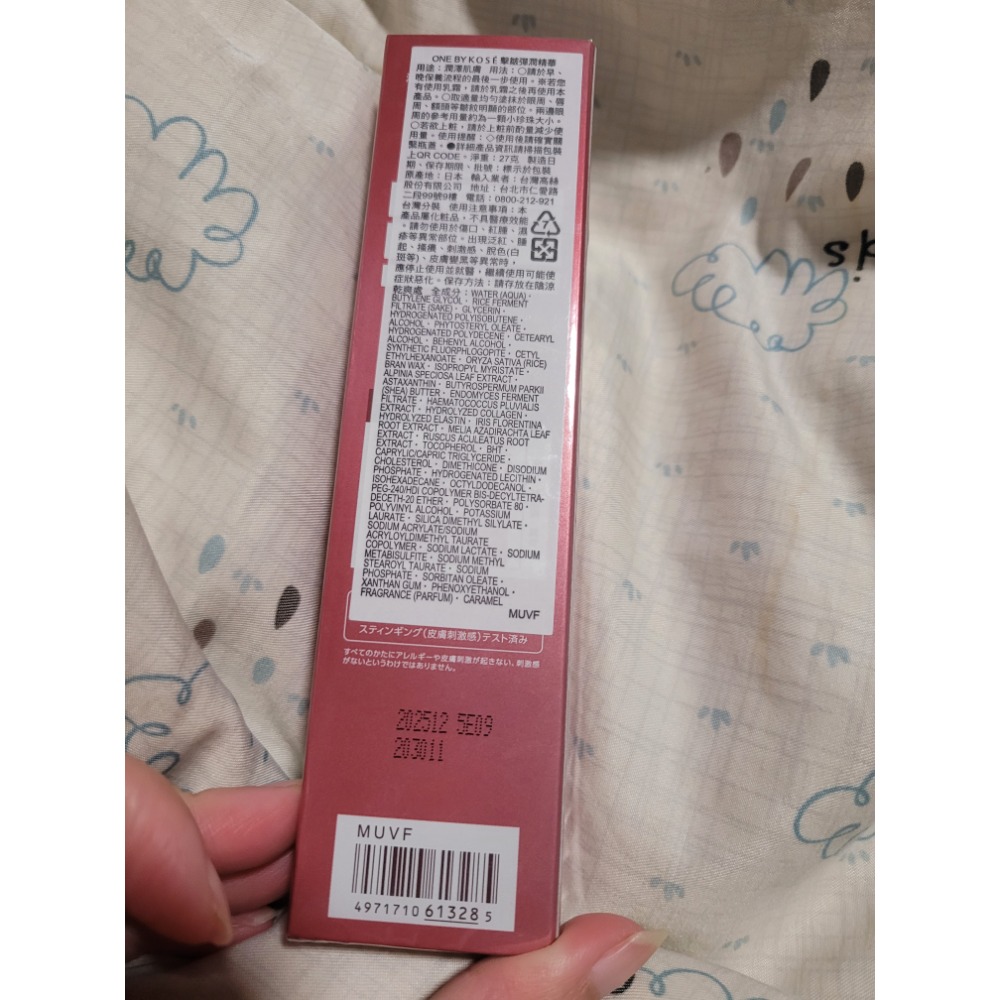 ONE BY KOSÉ 擊皺彈潤精華
用途：潤澤肌膚 用法：○請於早、
晚保養流程的最後一步使用。※若您
有使用乳霜，請於乳霜之後再使用本
產品。○取適量均勻塗抹於眼周、唇
周、額頭等皺紋明顯的部位。兩邊眼
周的參考用量約為一顆小珍珠大小。
○若欲上粧，請於上粧前酌量減少使
用量。使用提醒：◇使用後請確實關
緊瓶蓋。●詳細產品資訊請掃描包裝
上QR CODE。淨重：27克 製造日
期、保存期限、批號：標示於包裝
原產地：日本 輸入業者：台灣高絲
股份有限公司 地址：台北市仁愛路
二段99號9樓 電話：0800-212-921
台灣分裝 使用注意事項：本
產品屬化粧品，不具醫療效能
。請勿使用於傷口、紅腫、濕
疹等異常部位。出現泛紅、腫
起、搔癢、刺激感、脫色(白
斑等)、皮膚變黑等異常時，
應停止使用並就醫，繼續使用可能使
症狀惡化。保存方法：請存放在陰涼
乾爽處 全成分：WATER (AQUA)・
BUTYLENE GLYCOL・ RICE FERMENT
FILTRATE (SAKE)・ GLYCERIN・
HYDROGENATED POLYISOBUTENE・
ALCOHOL・ PHYTOSTERYL OLEATE・
HYDROGENATED POLYDECENE・ CETEARYL
ALCOHOL・ BEHENYL ALCOHOL・
SYNTHETIC FLUORPHLOGOPITE・ CETYL
ETHYLHEXANOATE・ ORYZA SATIVA (RICE)
BRAN WAX・ ISOPROPYL MYRISTATE・
ALPINIA SPECIOSA LEAF EXTRACT・
ASTAXANTHIN・ BUTYROSPERMUM PARKII
(SHEA) BUTTER・ ENDOMYCES FERMENT
FILTRATE・ HAEMATOCOCCUS PLUVIALIS
EXTRACT・ HYDROLYZED COLLAGEN・
HYDROLYZED ELASTIN・ IRIS FLORENTINA
ROOT EXTRACT・ MELIA AZADIRACHTA LEAF
EXTRACT・ RUSCUS ACULEATUS ROOT
EXTRACT・ TOCOPHEROL・ BHT・
CAPRYLIC/CAPRIC TRIGLYCERIDE・
CHOLESTEROL・ DIMETHICONE・ DISODIUM
PHOSPHATE・ HYDROGENATED LECITHIN・
ISOHEXADECANE・ OCTYLDODECANOL・
PEG-240/HDI COPOLYMER BIS-DECYLTETRA-
DECETH-20 ETHER・ POLYSORBATE 80・
POLYVINYL ALCOHOL・ POTASSIUM
LAURATE・ SILICA DIMETHYL SILYLATE・
SODIUM ACRYLATE/SODIUM
ACRYLOYLDIMETHYL TAURATE
COPOLYMER・ SODIUM LACTATE・ SODIUM
METABISULFITE・ SODIUM METHYL
STEAROYL TAURATE・ SODIUM
PHOSPHATE・ SORBITAN OLEATE・
XANTHAN GUM・ PHENOXYETHANOL・
FRAGRANCE (PARFUM)・ CARAMEL
MUVF
7
スティンギング(皮膚刺激感)テスト済み
すべてのかたにアレルギーや皮膚刺激が起きない、刺激感
がないというわけではありません。
202512 5E09
203011
MUVF
4971710 613285